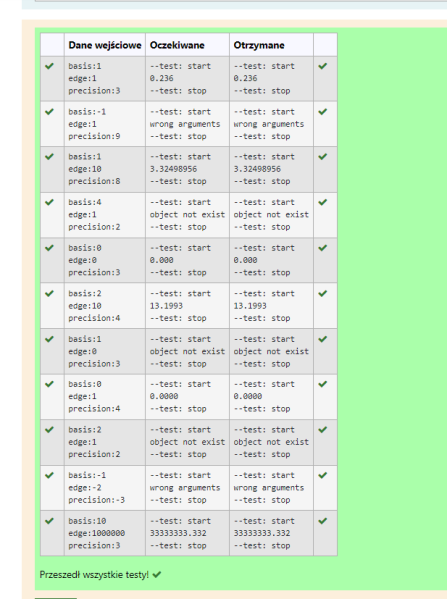 Dane wejściowe Oczekiwane Otrzymane
basis:1 --test: start --test: start
edge:1 0.236 0.236
precision:3 --test: stop --test: stop
basis:-1 --test: start --test: start
edge:1 wrong arguments wrong arguments
precision:9 --test: stop --test: stop
basis:1 --test: start --test: start
edge:10 3.32498956 3.32498956
precision:8 --test: stop --test: stop
basis:4 --test: start --test: start
edge:1 object not exist object not exist
precision:2 --test: stop --test: stop
basis:0 --test: start --test: start
edge:0 0.000 0.000
precision:3 --test: stop --test: stop
basis:2 --test: start --test: start
edge:10 13.1993 13.1993
precision:4 --test: stop --test: stop
basis:1 --test: start --test: start
edge:0 object not exist object not exist
precision:3 --test: stop --test: stop
basis:0 --test: start --test: start
edge:1 0.0000 0.0000
precision:4 --test: stop --test: stop
basis:2 --test: start --test: start
edge:1 object not exist object not exist
precision:2 --test: stop --test: stop
basis:-1 --test: start --test: start
edge:-2 wrong arguments wrong arguments
precision:-3 --test: stop --test: stop
basis:10 --test: start --test: start
edge:1000000 33333333.332 33333333.332
precision:3 --test: stop --test: stop
Przeszedł wszystkie testy!